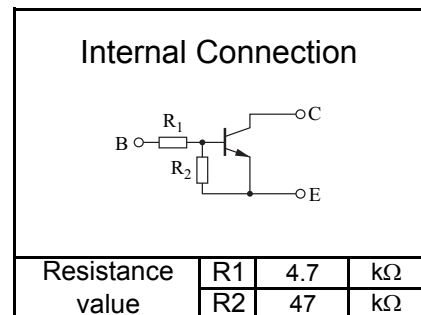 Internal Connection
C
R1
B
R2
E
Resistance value R1 4.7 kΩ
R2 47 kΩ